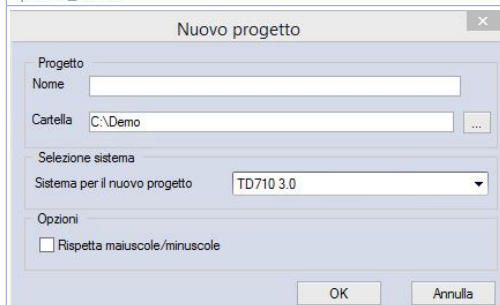 Nuovo progetto
Progetto
Nome
Cartella C:\Demo ...
Selezione sistema
Sistema per il nuovo progetto TD710 3.0
Opzioni
Rispetta maiuscole/minuscole
OK Annulla